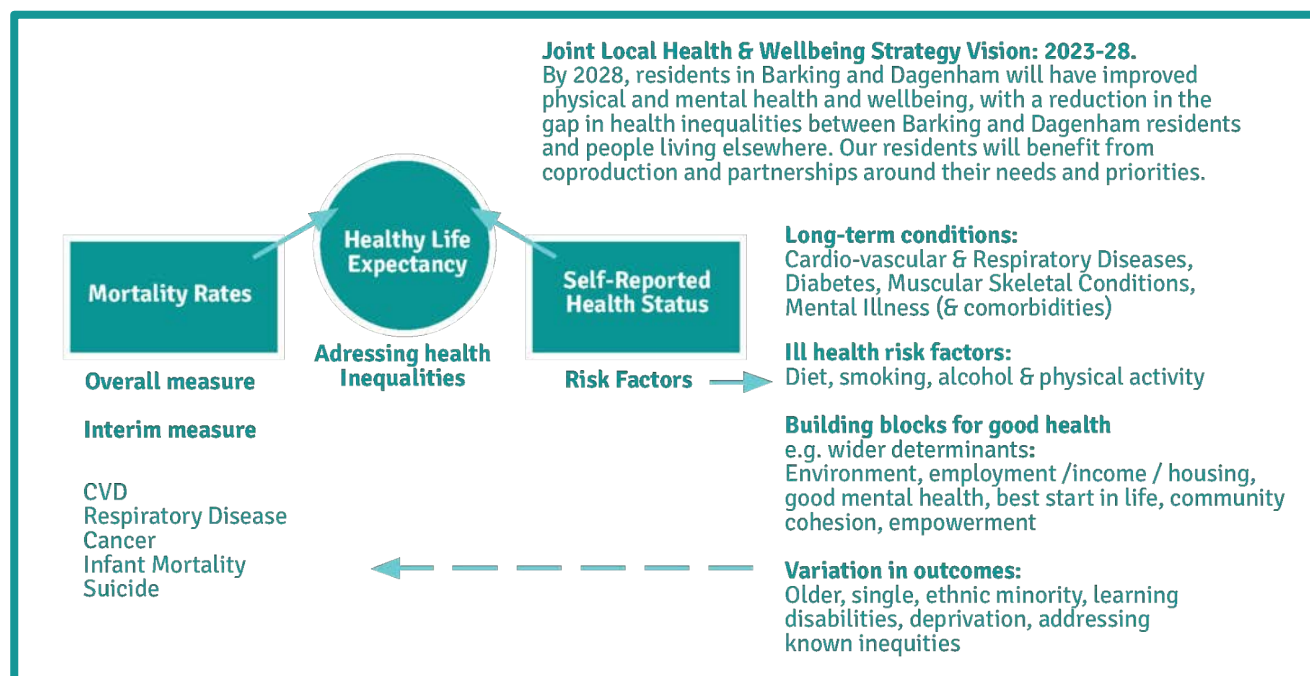 Joint Local Health & Wellbeing Strategy Vision: 2023-28.
By 2028, residents in Barking and Dagenham will have improved
physical and mental health and wellbeing, with a reduction in the
gap in health inequalities between Barking and Dagenham residents
and people living elsewhere. Our residents will benefit from
coproduction and partnerships around their needs and priorities.
Mortality Rates
Healthy Life
Expectancy
Self-Reported
Health Status
Overall measure
Adressing health
Inequalities
Risk Factors
Interim measure
CVD
Respiratory Disease
Cancer
Infant Mortality
Suicide
Long-term conditions:
Cardio-vascular & Respiratory Diseases,
Diabetes, Muscular Skeletal Conditions,
Mental Illness (& comorbidities)
Ill health risk factors:
Diet, smoking, alcohol & physical activity
Building blocks for good health
e.g. wider determinants:
Environment, employment /income / housing,
good mental health, best start in life, community
cohesion, empowerment
Variation in outcomes:
Older, single, ethnic minority, learning
disabilities, deprivation, addressing
known inequities